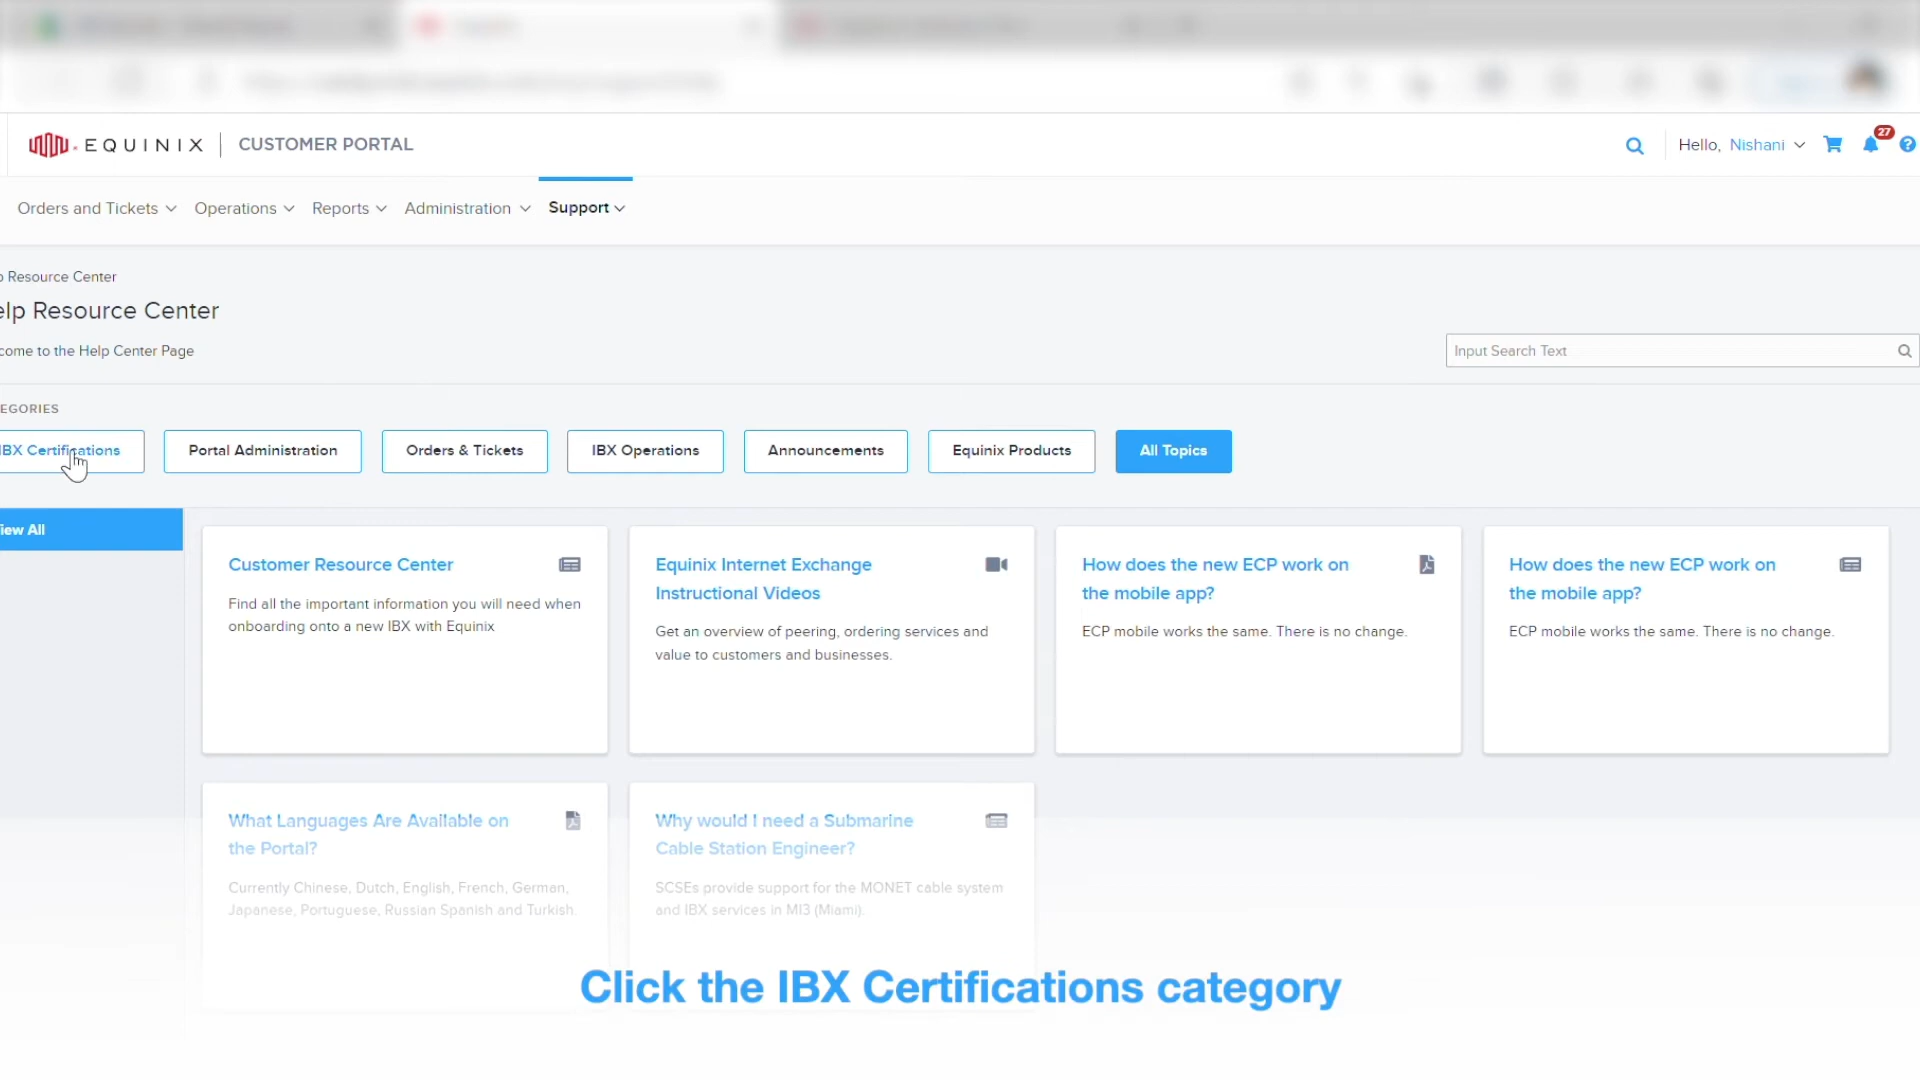 EQUINIX
CUSTOMER PORTAL
Hello, Nishani
27
Orders and Tickets
Operations
Reports
Administration
Support
Resource Center
elp Resource Center
come to the Help Center Page
Input Search Text
EGORIES
IBX Certifications
Portal Administration
Orders & Tickets
IBX Operations
Announcements
Equinix Products
All Topics
iew All
Customer Resource Center
Find all the important information you will need when
onboarding onto a new IBX with Equinix
Equinix Internet Exchange
Instructional Videos
Get an overview of peering, ordering services and
value to customers and businesses.
How does the new ECP work on
the mobile app?
ECP mobile works the same. There is no change.
How does the new ECP work on
the mobile app?
ECP mobile works the same. There is no change.
What Languages Are Available on
the Portal?
Currently Chinese, Dutch, English, French, German,
Japanese, Portuguese, Russian Spanish and Turkish
Why would I need a Submarine
Cable Station Engineer?
SCSEs provide support for the MONET cable system
and IBX services in MI3 (Miami).
Click the IBX Certifications category